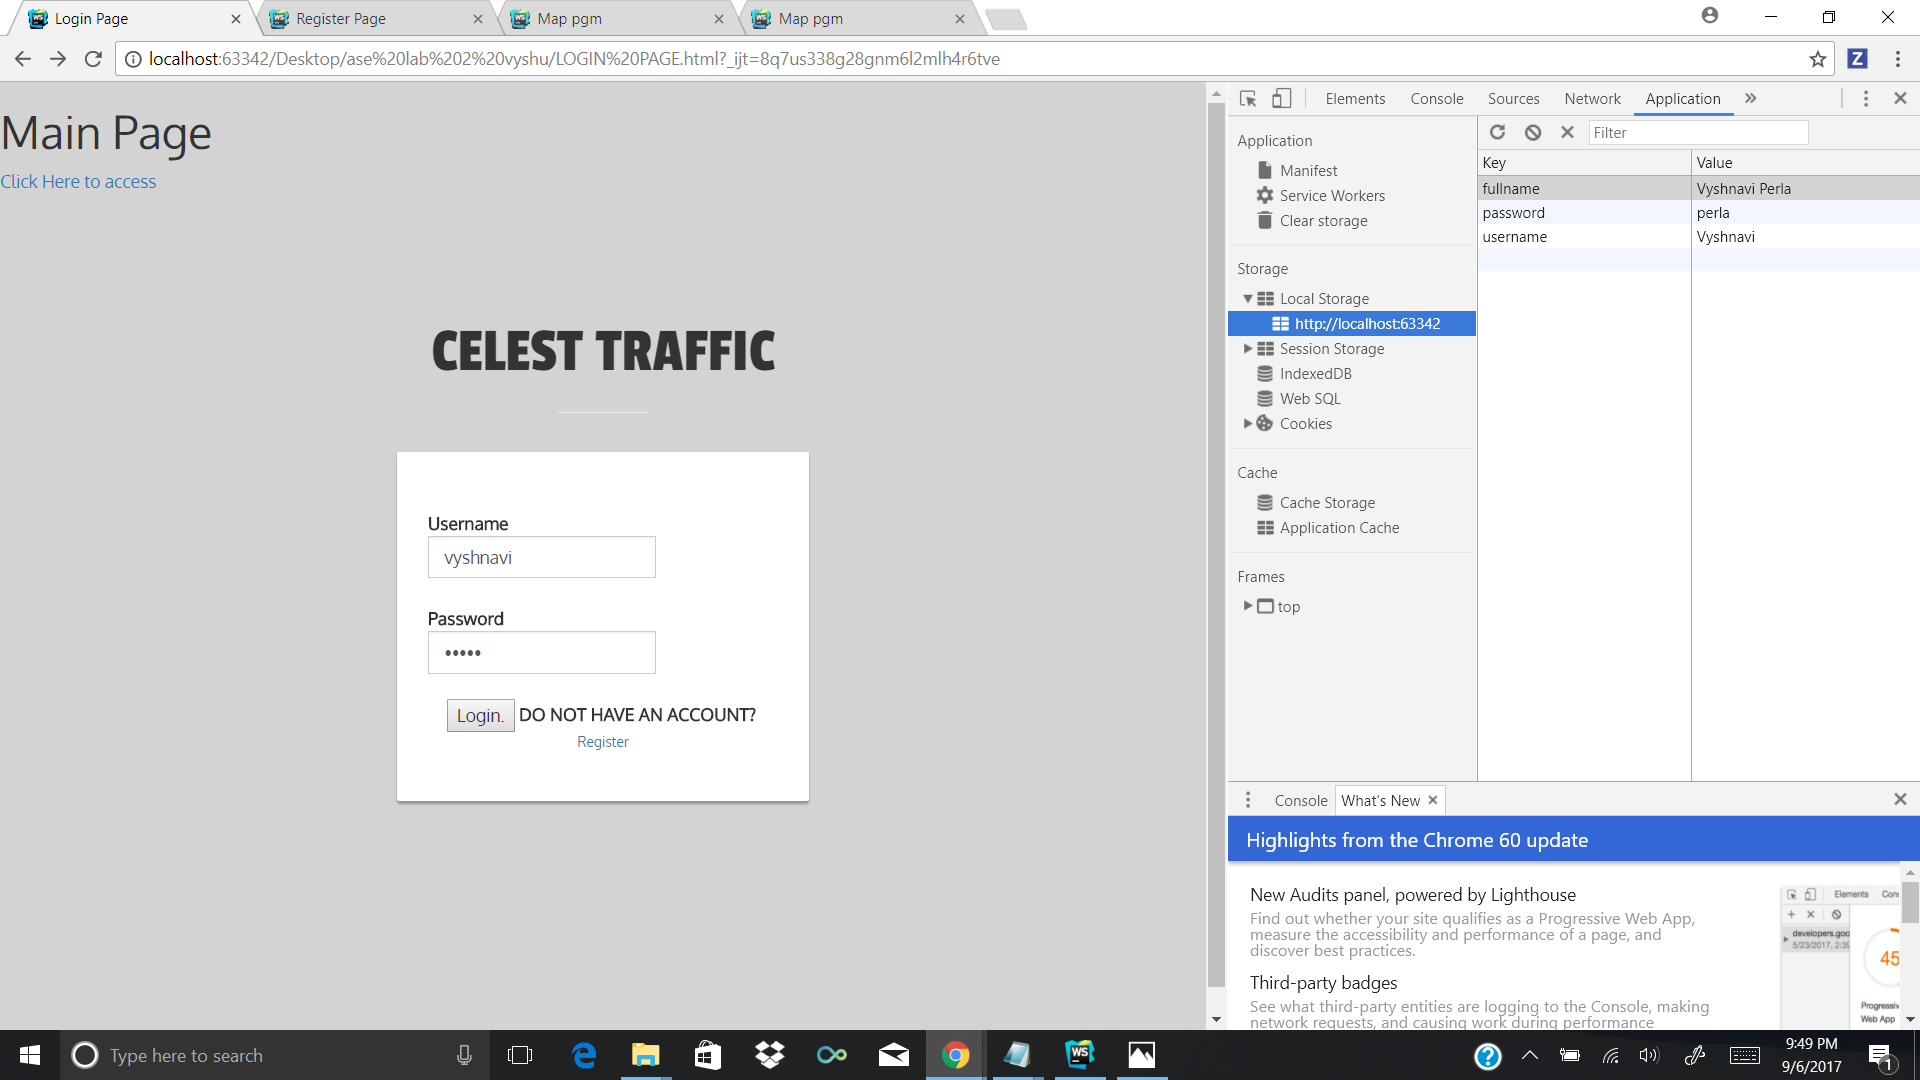 Login Page
Register Page
Map pgm
Map pgm
localhost:63342/Desktop/ase%20lab%202%20vyshu/LOGIN%20PAGE.html?_ijt=8q7us338g28gnm6l2mlh4r6tve
Z
Main Page
Click Here to access
CELEST TRAFFIC
Username
vyshnavi
Password
•••••
Login. DO NOT HAVE AN ACCOUNT?
Register
Elements Console Sources Network Application »
Application
Manifest
Service Workers
Clear storage
Storage
Local Storage
http://localhost:63342
Session Storage
IndexedDB
Web SQL
Cookies
Cache
Cache Storage
Application Cache
Frames
top
Filter
Key Value
fullname Vyshnavi Perla
password perla
username Vyshnavi
Console What's New
Highlights from the Chrome 60 update
New Audits panel, powered by Lighthouse
Find out whether your site qualifies as a Progressive Web App,
measure the accessibility and performance of a page, and
discover best practices.
Third-party badges
See what third-party entities are logging to the Console, making
network requests, and causing work during performance
Elements
developers.goo
5/23/2017, 2:39
45
Progressiv
Web App
Type here to search
WS
9:49 PM
9/6/2017
1